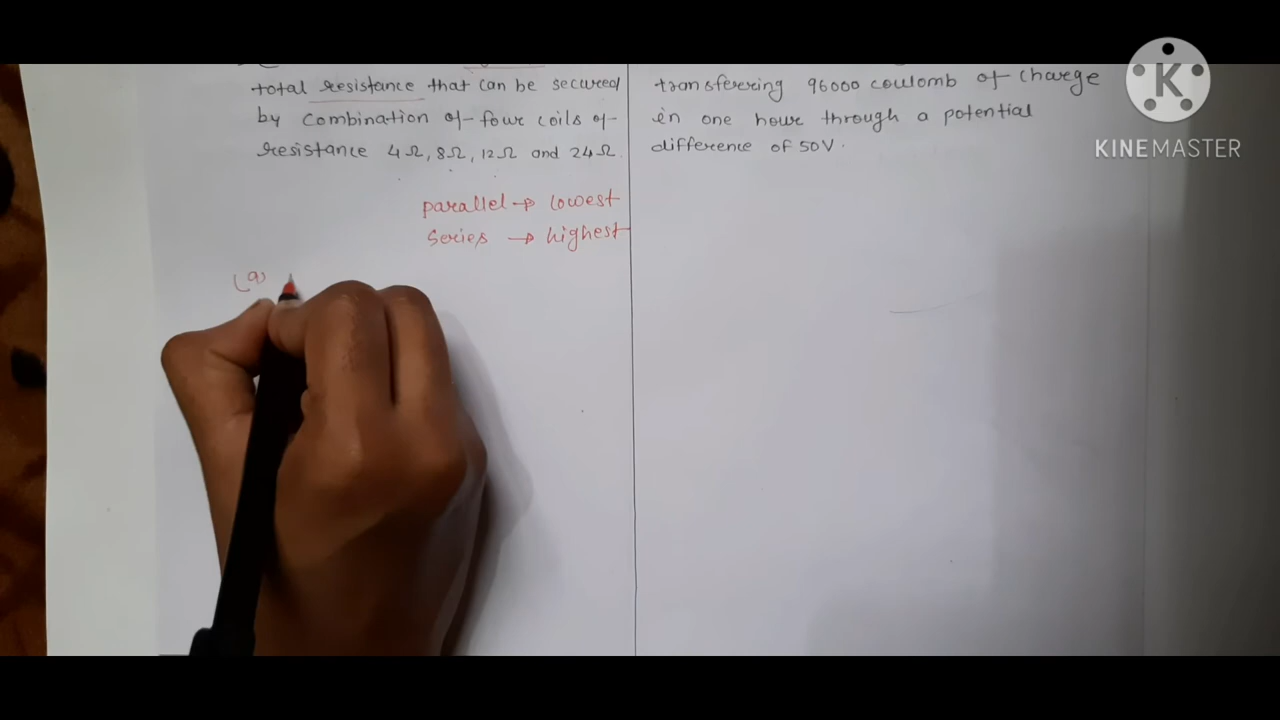 total resistance that can be secured
by combination of four coils of
resistance 4Ω, 8Ω, 12Ω and 24Ω.
parallel → lowest
Series → highest
(a)
transferring 96000 coulomb of charge
in one hour through a potential
difference of 50V.
K
KINEMASTER